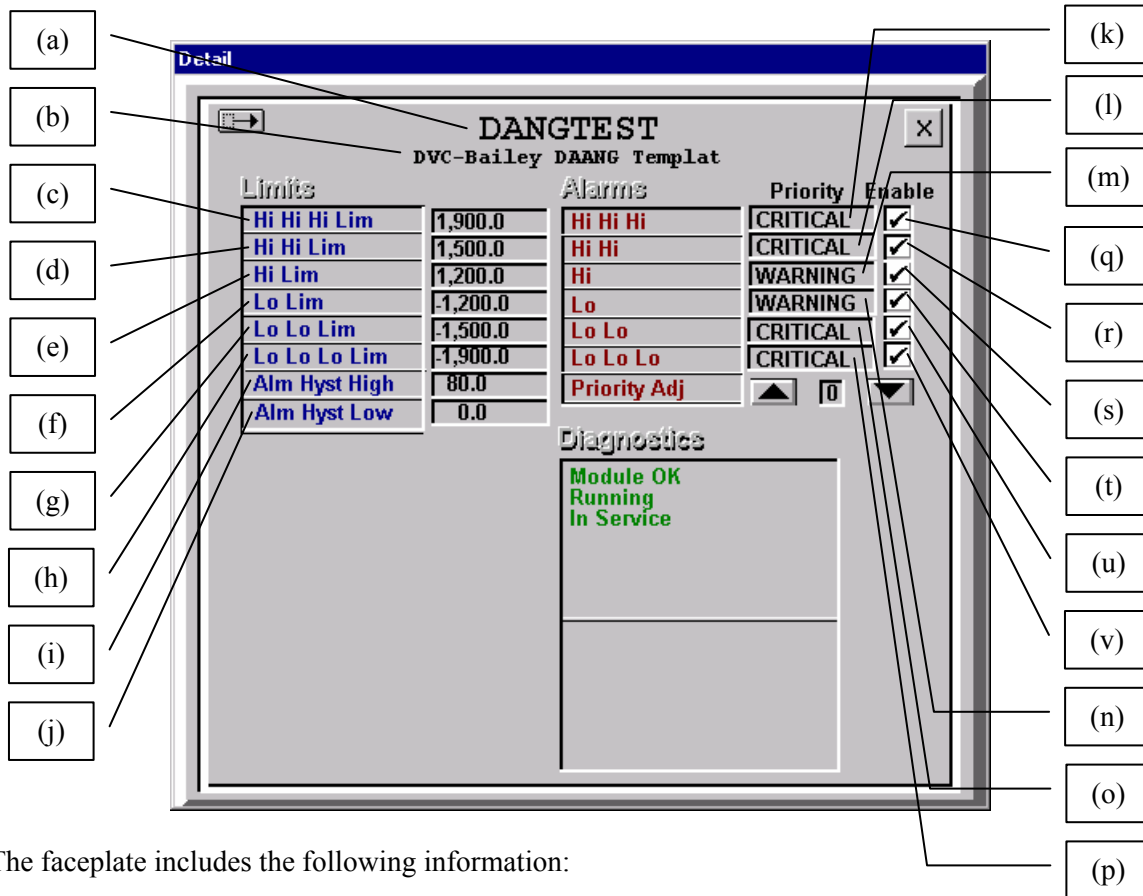 Detail
DANGTEST
X
DVC-Bailey DAANG Templat
Limits
Alarms Priority Enable
Hi Hi Hi Lim 1,900.0 Hi Hi Hi CRITICAL
Hi Hi Lim 1,500.0 Hi Hi CRITICAL
Hi Lim 1,200.0 Hi WARNING
Lo Lim -1,200.0 Lo WARNING
Lo Lo Lim -1,500.0 Lo Lo CRITICAL
Lo Lo Lo Lim -1,900.0 Lo Lo Lo CRITICAL
Alm Hyst High 80.0 Priority Adj 0
Alm Hyst Low 0.0
Diagnostics
Module OK
Running
In Service
(a)
(b)
(c)
(d)
(e)
(f)
(g)
(h)
(i)
(j)
(k)
(l)
(m)
(q)
(r)
(s)
(t)
(u)
(v)
(n)
(o)
(p)
The faceplate includes the following information: